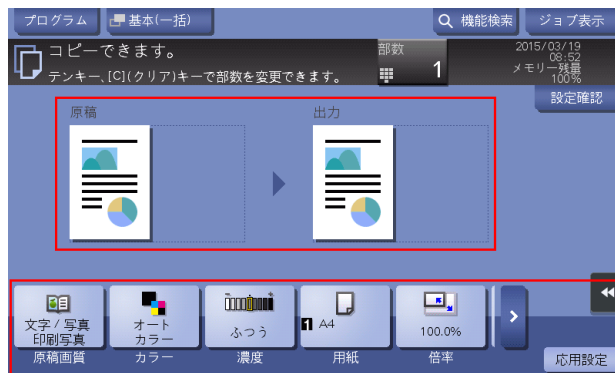 プログラム
基本(一括)
機能検索
ジョブ表示
コピーできます。
テンキー、[C](クリア)キーで部数を変更できます。
部数
1
2015/03/19
08:52
メモリー残量
100%
設定確認
原稿
出力
文字/写真
印刷写真
原稿画質
オート
カラー
カラー
ふつう
濃度
1 A4
用紙
100.0%
倍率
応用設定